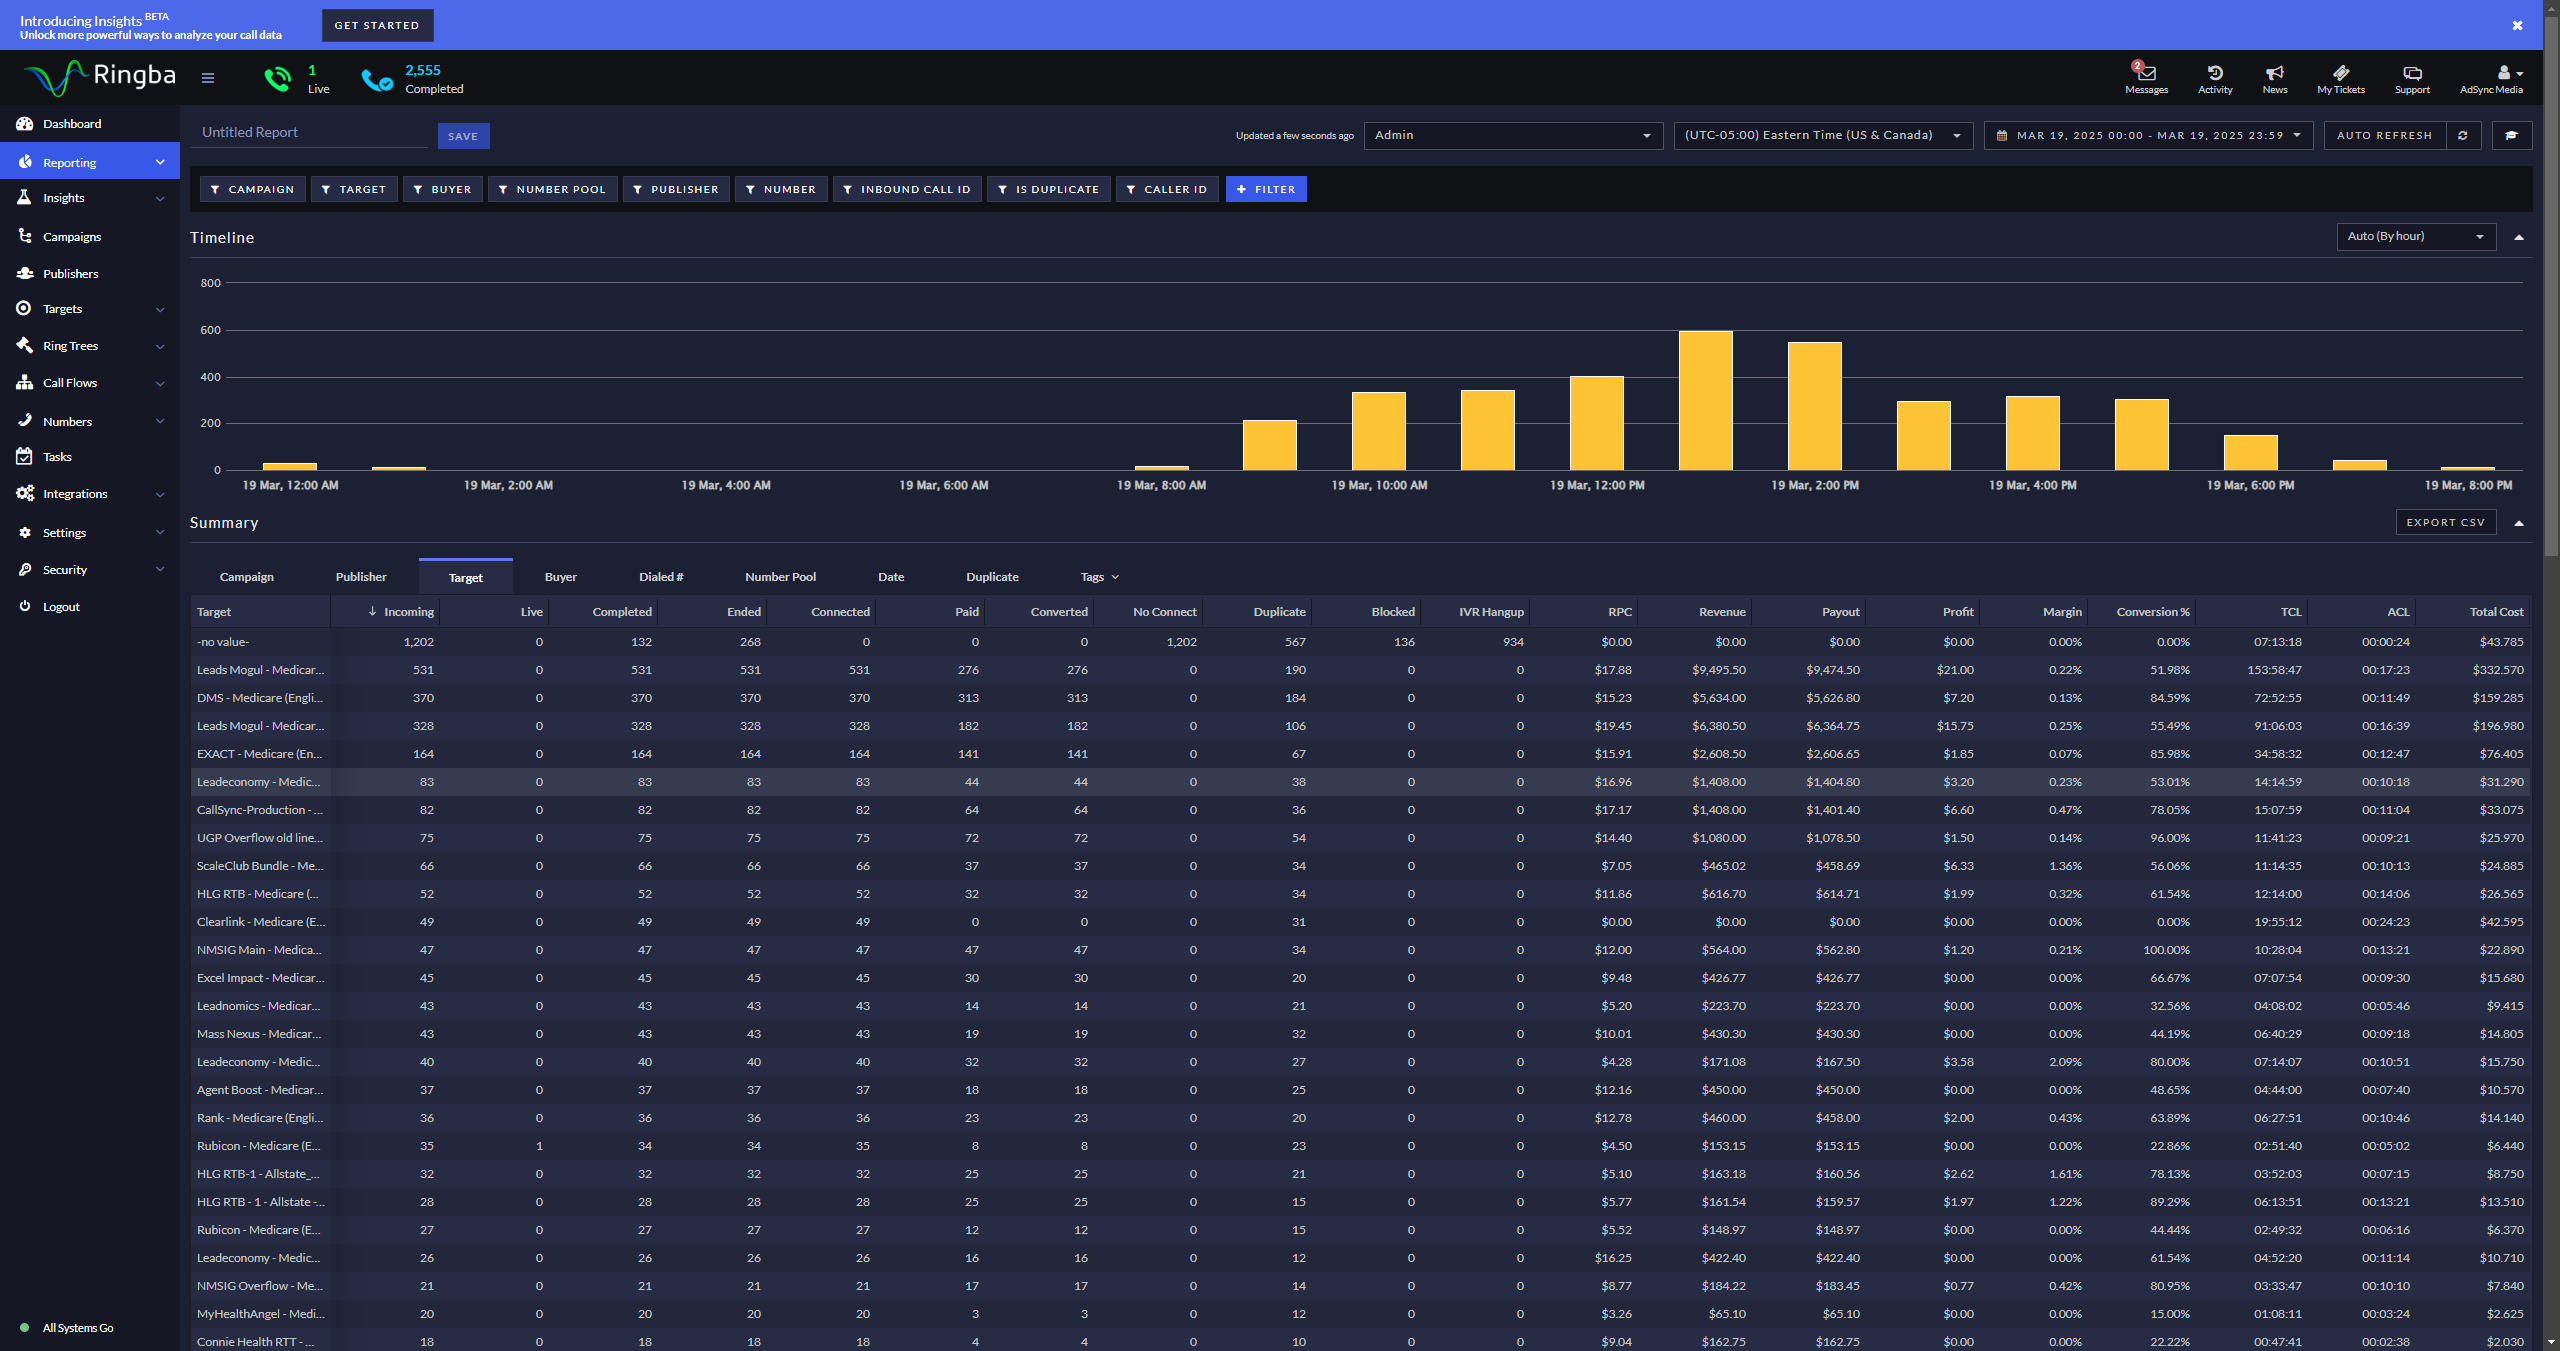 Introducing Insights BETA
Unlock more powerful ways to analyze your call data
GET STARTED
Ringba
1
Live
2,555
Completed
2
Messages
Activity
News
My Tickets
Support
AdSync Media
Dashboard
Reporting
Insights
Campaigns
Publishers
Targets
Ring Trees
Call Flows
Numbers
Tasks
Integrations
Settings
Security
Logout
All Systems Go
Untitled Report
SAVE
Updated a few seconds ago
Admin
(UTC-05:00) Eastern Time (US & Canada)
MAR 19, 2025 00:00 - MAR 19, 2025 23:59
AUTO REFRESH
CAMPAIGN TARGET BUYER NUMBER POOL PUBLISHER NUMBER INBOUND CALL ID IS DUPLICATE CALLER ID + FILTER
Timeline
Auto (By hour)
800
600
400
200
0
19 Mar, 12:00 AM 19 Mar, 2:00 AM 19 Mar, 4:00 AM 19 Mar, 6:00 AM 19 Mar, 8:00 AM 19 Mar, 10:00 AM 19 Mar, 12:00 PM 19 Mar, 2:00 PM 19 Mar, 4:00 PM 19 Mar, 6:00 PM 19 Mar, 8:00 PM
Summary
EXPORT CSV
Campaign Publisher Target Buyer Dialed # Number Pool Date Duplicate Tags
Target Incoming Live Completed Ended Connected Paid Converted No Connect Duplicate Blocked IVR Hangup RPC Revenue Payout Profit Margin Conversion % TCL ACL Total Cost
-no value- 1,202 0 132 268 0 0 0 1,202 567 136 934 $0.00 $0.00 $0.00 $0.00 0.00% 0.00% 07:13:18 00:00:24 $43.785
Leads Mogul - Medicar... 531 0 531 531 531 276 276 0 190 0 0 $17.88 $9,495.50 $9,474.50 $21.00 0.22% 51.98% 153:58:47 00:17:23 $332.570
DMS - Medicare (Engli... 370 0 370 370 370 313 313 0 184 0 0 $15.23 $5,634.00 $5,626.80 $7.20 0.13% 84.59% 72:52:55 00:11:49 $159.285
Leads Mogul - Medicar... 328 0 328 328 328 182 182 0 106 0 0 $19.45 $6,380.50 $6,364.75 $15.75 0.25% 55.49% 91:06:03 00:16:39 $196.980
EXACT - Medicare (En... 164 0 164 164 164 141 141 0 67 0 0 $15.91 $2,608.50 $2,606.65 $1.85 0.07% 85.98% 34:58:32 00:12:47 $76.405
Leadeconomy - Medic... 83 0 83 83 83 44 44 0 38 0 0 $16.96 $1,408.00 $1,404.80 $3.20 0.23% 53.01% 14:14:59 00:10:18 $31.290
CallSync-Production - ... 82 0 82 82 82 64 64 0 36 0 0 $17.17 $1,408.00 $1,401.40 $6.60 0.47% 78.05% 15:07:59 00:11:04 $33.075
UGP Overflow old line... 75 0 75 75 75 72 72 0 54 0 0 $14.40 $1,080.00 $1,078.50 $1.50 0.14% 96.00% 11:41:23 00:09:21 $25.970
ScaleClub Bundle - Me... 66 0 66 66 66 37 37 0 34 0 0 $7.05 $465.02 $458.69 $6.33 1.36% 56.06% 11:14:35 00:10:13 $24.885
HLG RTB - Medicare (... 52 0 52 52 52 32 32 0 34 0 0 $11.86 $616.70 $614.71 $1.99 0.32% 61.54% 12:14:00 00:14:06 $26.565
Clearlink - Medicare (E... 49 0 49 49 49 0 0 0 31 0 0 $0.00 $0.00 $0.00 $0.00 0.00% 0.00% 19:55:12 00:24:23 $42.595
NMSIG Main - Medica... 47 0 47 47 47 47 47 0 34 0 0 $12.00 $564.00 $562.80 $1.20 0.21% 100.00% 10:28:04 00:13:21 $22.890
Excel Impact - Medicar... 45 0 45 45 45 30 30 0 20 0 0 $9.48 $426.77 $426.77 $0.00 0.00% 66.67% 07:07:54 00:09:30 $15.680
Leadnomics - Medicar... 43 0 43 43 43 14 14 0 21 0 0 $5.20 $223.70 $223.70 $0.00 0.00% 32.56% 04:08:02 00:05:46 $9.415
Mass Nexus - Medicar... 43 0 43 43 43 19 19 0 32 0 0 $10.01 $430.30 $430.30 $0.00 0.00% 44.19% 06:40:29 00:09:18 $14.805
Leadeconomy - Medic... 40 0 40 40 40 32 32 0 27 0 0 $4.28 $171.08 $167.50 $3.58 2.09% 80.00% 07:14:07 00:10:51 $15.750
Agent Boost - Medicar... 37 0 37 37 37 18 18 0 25 0 0 $12.16 $450.00 $450.00 $0.00 0.00% 48.65% 04:44:00 00:07:40 $10.570
Rank - Medicare (Engli... 36 0 36 36 36 23 23 0 20 0 0 $12.78 $460.00 $458.00 $2.00 0.43% 63.89% 06:27:51 00:10:46 $14.140
Rubicon - Medicare (E... 35 1 34 34 35 8 8 0 23 0 0 $4.50 $153.15 $153.15 $0.00 0.00% 22.86% 02:51:40 00:05:02 $6.440
HLG RTB-1 - Allstate_... 32 0 32 32 32 25 25 0 21 0 0 $5.10 $163.18 $160.56 $2.62 1.61% 78.13% 03:52:03 00:07:15 $8.750
HLG RTB - 1 - Allstate -... 28 0 28 28 28 25 25 0 15 0 0 $5.77 $161.54 $159.57 $1.97 1.22% 89.29% 06:13:51 00:13:21 $13.510
Rubicon - Medicare (E... 27 0 27 27 27 12 12 0 15 0 0 $5.52 $148.97 $148.97 $0.00 0.00% 44.44% 02:49:32 00:06:16 $6.370
Leadeconomy - Medic... 26 0 26 26 26 16 16 0 12 0 0 $16.25 $422.40 $422.40 $0.00 0.00% 61.54% 04:52:20 00:11:14 $10.710
NMSIG Overflow - Me... 21 0 21 21 21 17 17 0 14 0 0 $8.77 $184.22 $183.45 $0.77 0.42% 80.95% 03:33:47 00:10:10 $7.840
MyHealthAngel - Medi... 20 0 20 20 20 3 3 0 12 0 0 $3.26 $65.10 $65.10 $0.00 0.00% 15.00% 01:08:11 00:03:24 $2.625
Connie Health RTT - ... 18 0 18 18 18 4 4 0 10 0 0 $9.04 $162.75 $162.75 $0.00 0.00% 22.22% 00:47:41 00:02:38 $2.030